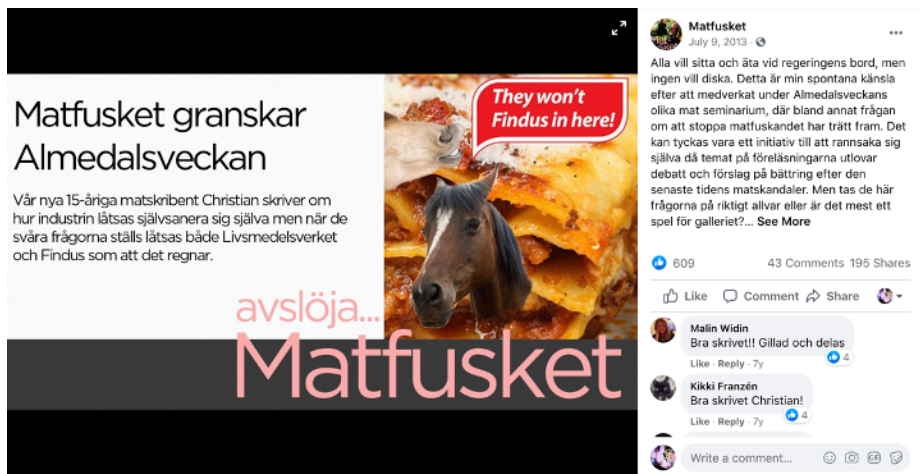 Matfusket granskar
Almedalsveckan
Vår nya 15-åriga matskribent Christian skriver om
hur industrin låtsas självsanera sig själva men när de
svåra frågorna ställs låtsas både Livsmedelsverket
och Findus som att det regnar.
They won't
Findus in here!
avslöja...
Matfusket
Matfusket
July 9, 2013
Alla vill sitta och äta vid regeringens bord, men
ingen vill diska. Detta är min spontana känsla
efter att medverkat under Almedalsveckans
olika mat seminarium, där bland annat frågan
om att stoppa matfuskandet har trätt fram. Det
kan tyckas vara ett initiativ till att rannsaka sig
själva då temat på föreläsningarna utlovar
debatt och förslag på bättring efter den
senaste tidens matskandaler. Men tas de här
frågorna på riktigt allvar eller är det mest ett
spel för galleriet?... See More
609
43 Comments 195 Shares
Like Comment Share
Malin Widin
Bra skrivet!! Gillad och delas
4
Like · Reply · 7y
Kikki Franzén
Bra skrivet Christian!
4
Like · Reply · 7y
Write a comment...
GIF